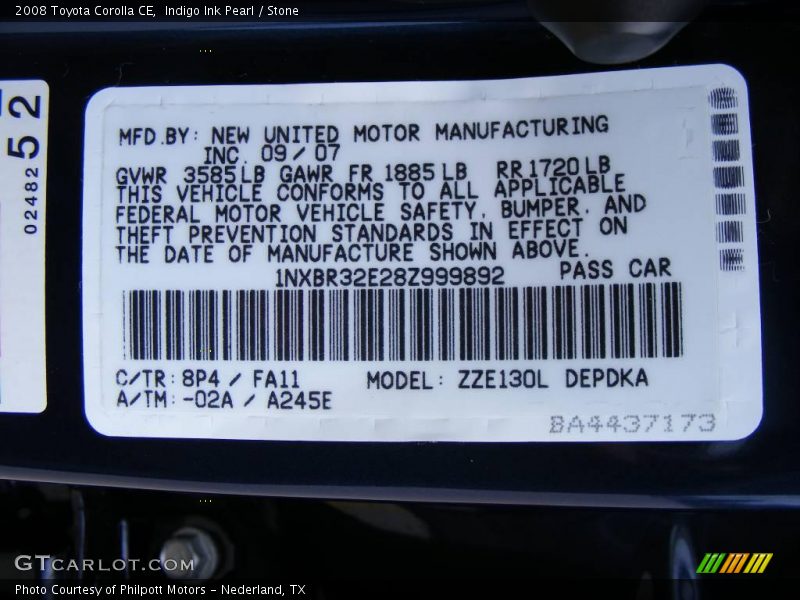 2008 Toyota Corolla CE, Indigo Ink Pearl / Stone
52
02482
MFD.BY: NEW UNITED MOTOR MANUFACTURING
INC. 09/07
GVWR 3585LB GAWR FR 1885LB RR1720LB
THIS VEHICLE CONFORMS TO ALL APPLICABLE
FEDERAL MOTOR VEHICLE SAFETY, BUMPER, AND
THEFT PREVENTION STANDARDS IN EFFECT ON
THE DATE OF MANUFACTURE SHOWN ABOVE.
1NXBR32E28Z999892 PASS CAR
C/TR: 8P4 / FA11 MODEL: ZZE130L DEPDKA
A/TM: -02A / A245E
BA4437173
GTCARLOT.COM
Photo Courtesy of Philpott Motors - Nederland, TX